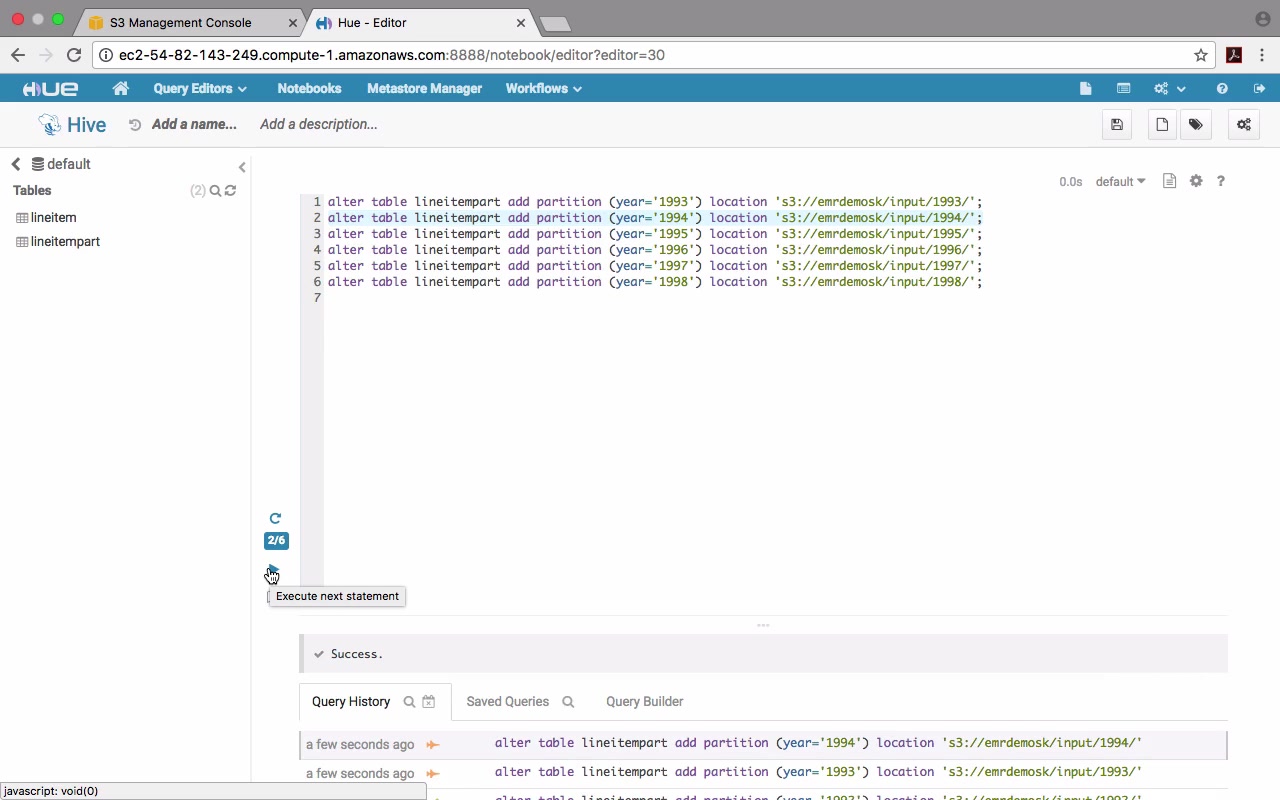 S3 Management Console
Hue - Editor
ec2-54-82-143-249.compute-1.amazonaws.com:8888/notebook/editor?editor=30
HUE Query Editors Notebooks Metastore Manager Workflows
Hive Add a name... Add a description...
default
Tables (2)
lineitem
lineitempart
0.0s default ?
1 alter table lineitempart add partition (year='1993') location 's3://emrdemosk/input/1993/';
2 alter table lineitempart add partition (year='1994') location 's3://emrdemosk/input/1994/';
3 alter table lineitempart add partition (year='1995') location 's3://emrdemosk/input/1995/';
4 alter table lineitempart add partition (year='1996') location 's3://emrdemosk/input/1996/';
5 alter table lineitempart add partition (year='1997') location 's3://emrdemosk/input/1997/';
6 alter table lineitempart add partition (year='1998') location 's3://emrdemosk/input/1998/';
7
2/6
Execute next statement
Success.
Query History Saved Queries Query Builder
a few seconds ago alter table lineitempart add partition (year='1994') location 's3://emrdemosk/input/1994/'
a few seconds ago alter table lineitempart add partition (year='1993') location 's3://emrdemosk/input/1993/'
javascript: void(0)